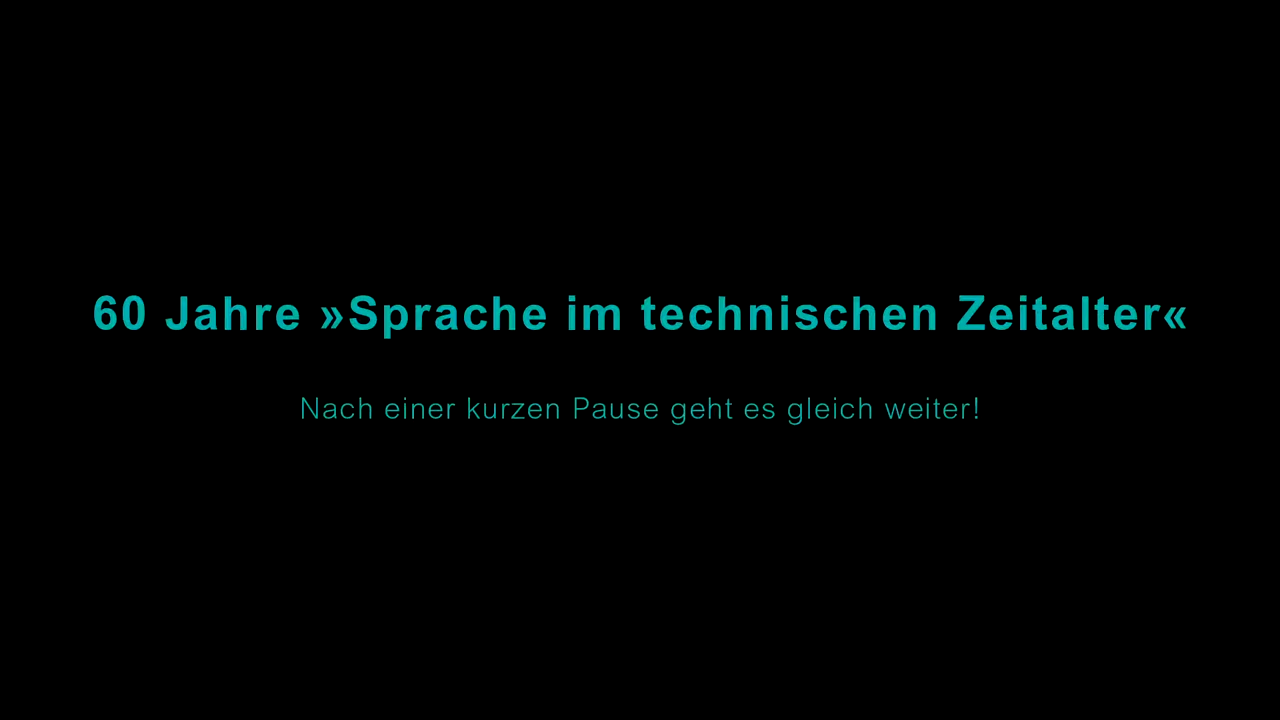 60 Jahre »Sprache im technischen Zeitalter«
Nach einer kurzen Pause geht es gleich weiter!